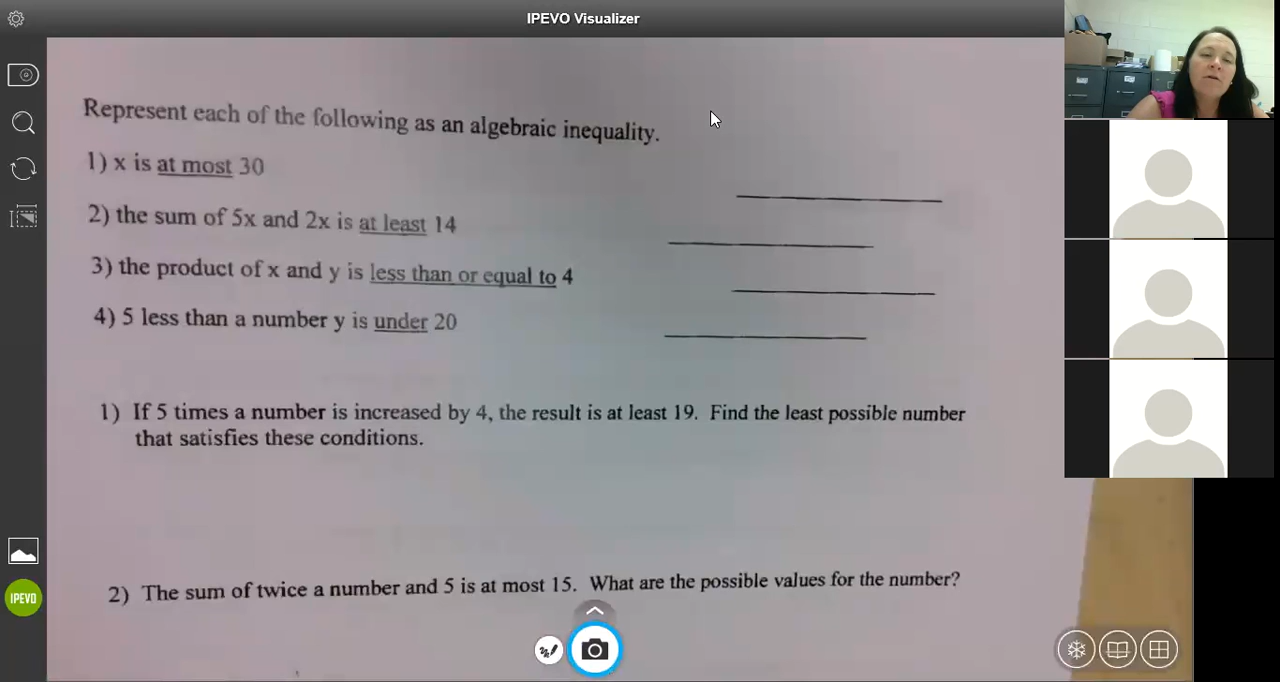 IPEVO Visualizer
Represent each of the following as an algebraic inequality.
1) x is at most 30
2) the sum of 5x and 2x is at least 14
3) the product of x and y is less than or equal to 4
4) 5 less than a number y is under 20
1) If 5 times a number is increased by 4, the result is at least 19. Find the least possible number
that satisfies these conditions.
2) The sum of twice a number and 5 is at most 15. What are the possible values for the number?
IPEVO